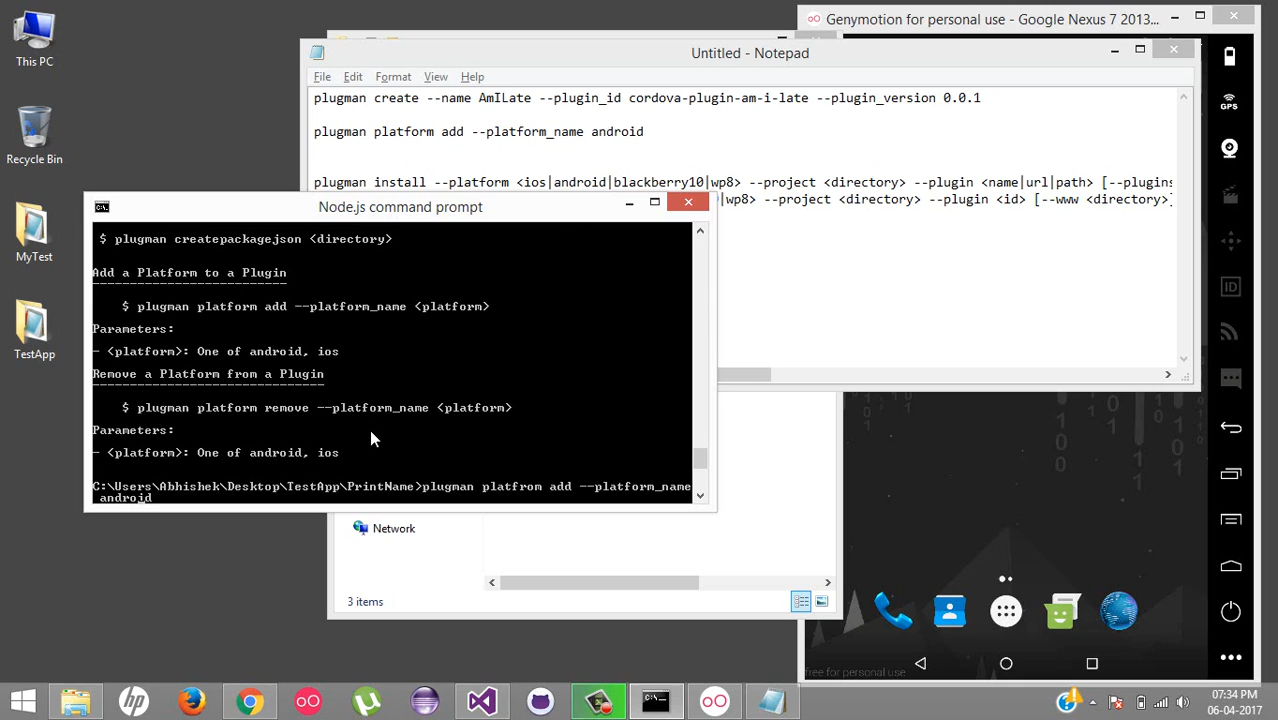 This PC
Recycle Bin
MyTest
TestApp
Genymotion for personal use - Google Nexus 7 2013...
Untitled - Notepad
File Edit Format View Help
plugman create --name AmILate --plugin_id cordova-plugin-am-i-late --plugin_version 0.0.1
plugman platform add --platform_name android
plugman install --platform <ios|android|blackberry10|wp8> --project <directory> --plugin <name|url|path> [--plugins
|wp8> --project <directory> --plugin <id> [--www <directory>]
Node.js command prompt
$ plugman createpackagejson <directory>
Add a Platform to a Plugin
--------------------------
$ plugman platform add --platform_name <platform>
Parameters:
- <platform>: One of android, ios
Remove a Platform from a Plugin
-------------------------------
$ plugman platform remove --platform_name <platform>
Parameters:
- <platform>: One of android, ios
C:\Users\Abhishek\Desktop\TestApp\PrintName>plugman platfrom add --platform_name
android
Network
3 items
GPS
ID
free for personal use
07:34 PM
06-04-2017